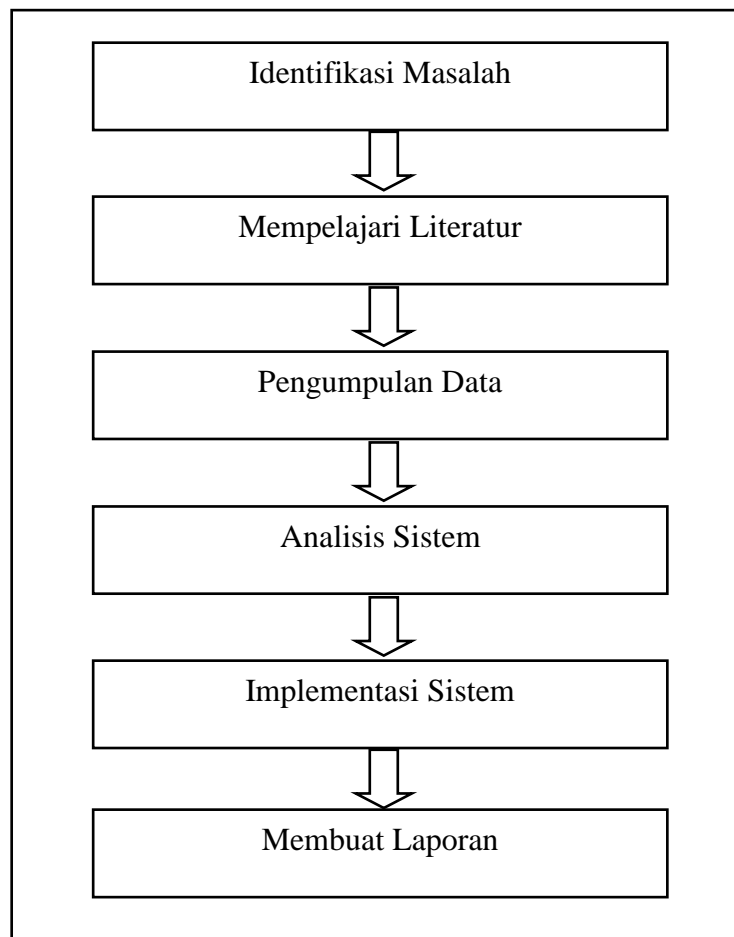 Identifikasi Masalah
Mempelajari Literatur
Pengumpulan Data
Analisis Sistem
Implementasi Sistem
Membuat Laporan